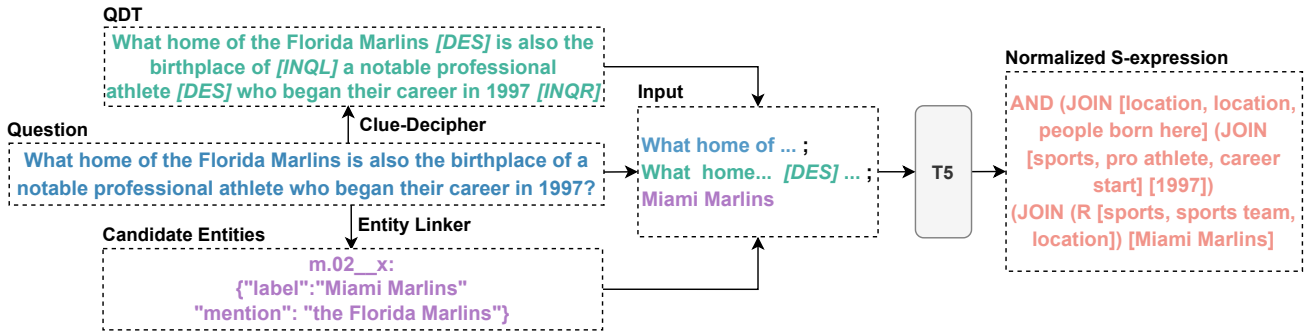 QDT
What home of the Florida Marlins [DES] is also the
birthplace of [INQL] a notable professional
athlete [DES] who began their career in 1997 [INQR]
Clue-Decipher
Question
What home of the Florida Marlins is also the birthplace of a
notable professional athlete who began their career in 1997?
Entity Linker
Candidate Entities
m.02__x:
{"label":"Miami Marlins"
"mention": "the Florida Marlins"}
Input
What home of ... ;
What home... [DES] ... ;
Miami Marlins
T5
Normalized S-expression
AND (JOIN [location, location,
people born here] (JOIN
[sports, pro athlete, career
start] [1997])
(JOIN (R [sports, sports team,
location]) [Miami Marlins]